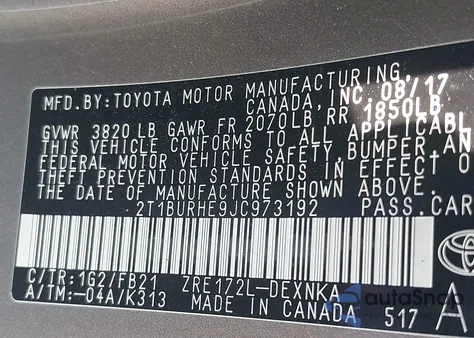 MFD.BY:TOYOTA MOTOR MANUFACTURING,
CANADA, INC. 08/17
GVWR 3820 LB GAWR FR 2070LB, RR 1850LB
THIS VEHICLE CONFORMS TO ALL APPLICABL
FEDERAL MOTOR VEHICLE SAFETY, BUMPER, AN
THEFT PREVENTION STANDARDS IN EFFECT O
THE DATE OF MANUFACTURE SHOWN ABOVE.
2T1BURHE9JC973192 PASS.CAR
C/TR:1G2/FB21 ZRE172L-DEXNKA
A/TM:-04A/K313 MADE IN CANADA 517 A
autoSnap